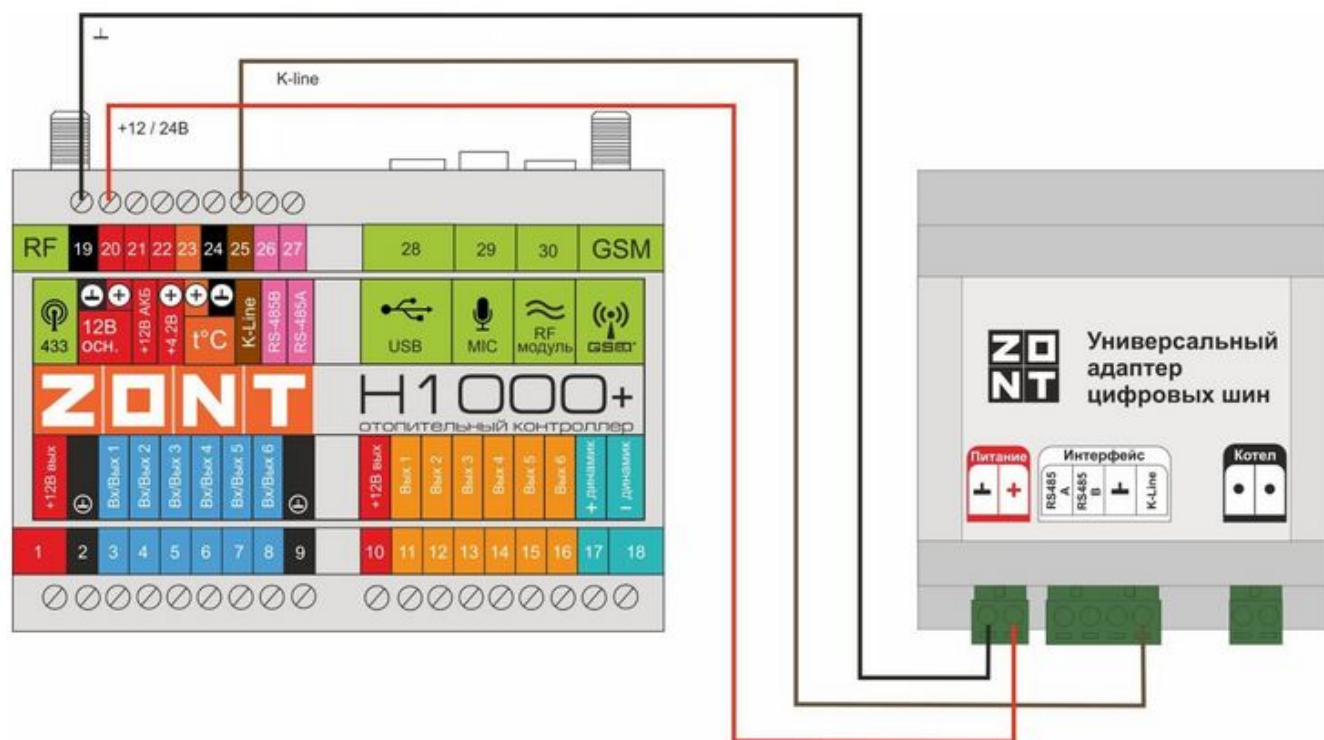 K-line
+12 / 24В
RF 19 20 21 22 23 24 25 26 27 28 29 30 GSM
433
12В
осн.
+12В АКБ
+4.2В
t°C
K-Line
RS-485B
RS-485A
USB
MIC
RF
модуль
GSM
ZONT H1000+
отопительный контроллер
+12В вых
Вх/Вых 1
Вх/Вых 2
Вх/Вых 3
Вх/Вых 4
Вх/Вых 5
Вх/Вых 6
+12В вых
Вых 1
Вых 2
Вых 3
Вых 4
Вых 5
Вых 6
+ динамик
– динамик
1 2 3 4 5 6 7 8 9 10 11 12 13 14 15 16 17 18
ZONT
Универсальный
адаптер
цифровых шин
Питание
Интерфейс
RS485
A
RS485
B
K-Line
Котел